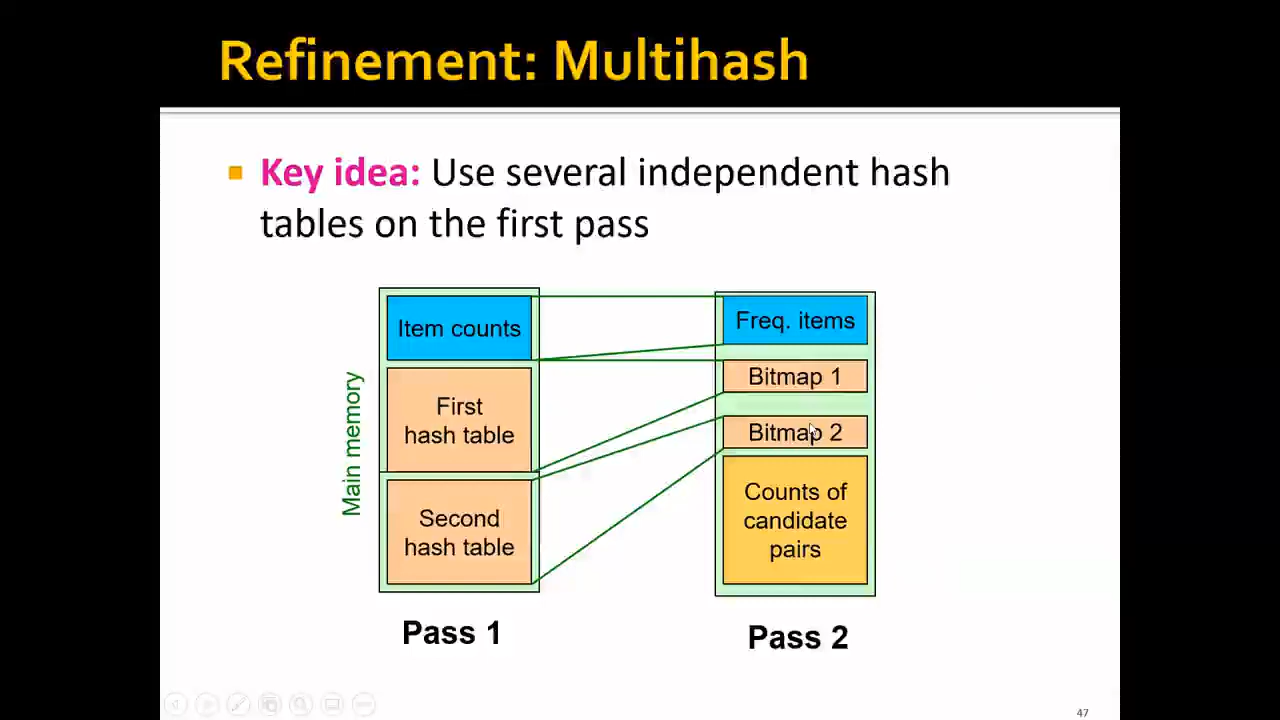 Refinement: Multihash
Key idea: Use several independent hash
tables on the first pass
Main memory
Item counts
First
hash table
Second
hash table
Pass 1
Freq. items
Bitmap 1
Bitmap 2
Counts of
candidate
pairs
Pass 2
47